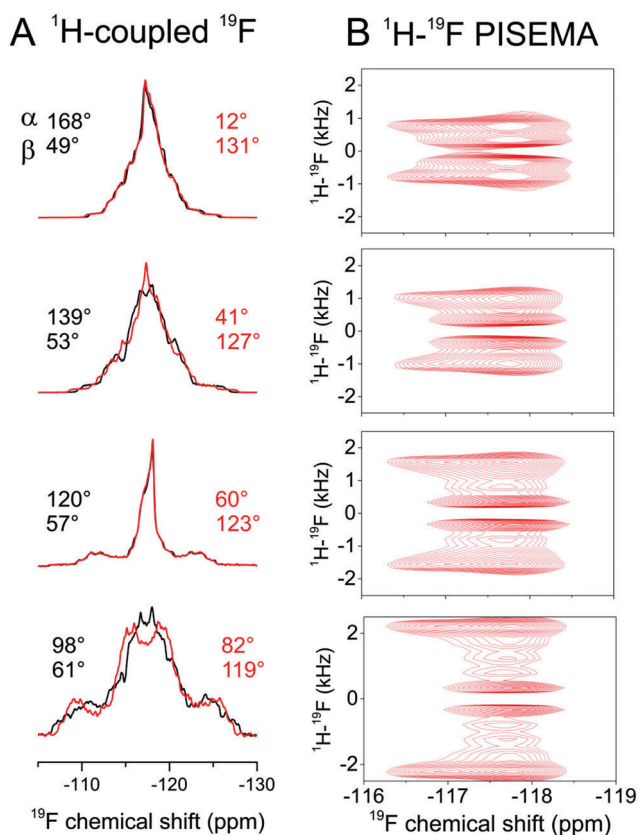 A ¹H-coupled ¹⁹F
B ¹H-¹⁹F PISEMA
α 168°
β 49°
12°
131°
¹H-¹⁹F (kHz)
2
1
0
-1
-2
139°
53°
41°
127°
¹H-¹⁹F (kHz)
2
1
0
-1
-2
120°
57°
60°
123°
¹H-¹⁹F (kHz)
2
1
0
-1
-2
98°
61°
82°
119°
¹H-¹⁹F (kHz)
2
0
-2
-110 -120 -130
¹⁹F chemical shift (ppm)
-116 -117 -118 -119
¹⁹F chemical shift (ppm)